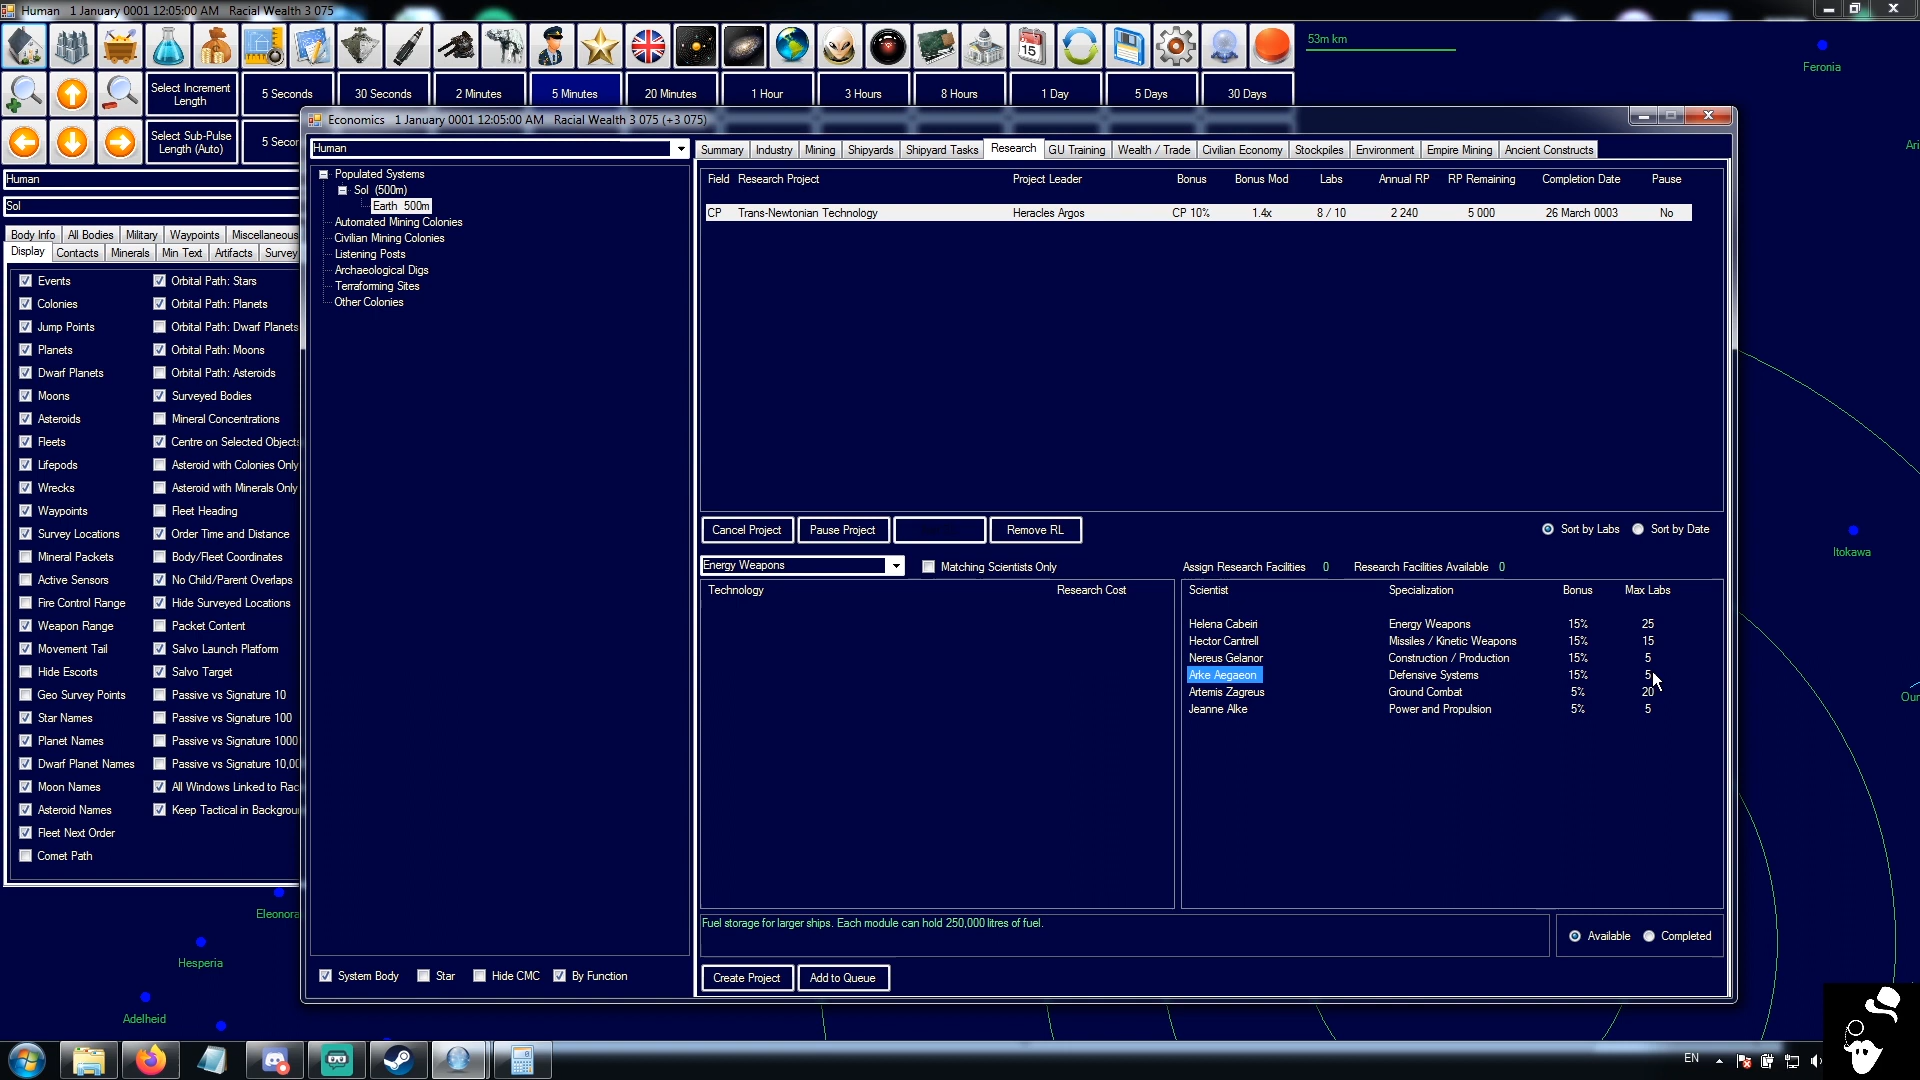 Human 1 January 0001 12:05:00 AM Racial Wealth 3 075
53m km
Feronia
Select Increment Length
5 Seconds
30 Seconds
2 Minutes
5 Minutes
20 Minutes
1 Hour
3 Hours
8 Hours
1 Day
5 Days
30 Days
Select Sub-Pulse Length (Auto)
5 Secon
Human
Sol
Body Info All Bodies Military Waypoints Miscellaneous
Display Contacts Minerals Min Text Artifacts Survey
Events
Orbital Path: Stars
Colonies
Orbital Path: Planets
Jump Points
Orbital Path: Dwarf Planets
Planets
Orbital Path: Moons
Dwarf Planets
Orbital Path: Asteroids
Moons
Surveyed Bodies
Asteroids
Mineral Concentrations
Fleets
Centre on Selected Objects
Lifepods
Asteroid with Colonies Only
Wrecks
Asteroid with Minerals Only
Waypoints
Fleet Heading
Survey Locations
Order Time and Distance
Mineral Packets
Body/Fleet Coordinates
Active Sensors
No Child/Parent Overlaps
Fire Control Range
Hide Surveyed Locations
Weapon Range
Packet Content
Movement Tail
Salvo Launch Platform
Hide Escorts
Salvo Target
Geo Survey Points
Passive vs Signature 10
Star Names
Passive vs Signature 100
Planet Names
Passive vs Signature 1000
Dwarf Planet Names
Passive vs Signature 10,00
Moon Names
All Windows Linked to Rac
Asteroid Names
Keep Tactical in Backgroun
Fleet Next Order
Comet Path
Economics 1 January 0001 12:05:00 AM Racial Wealth 3 075 (+3 075)
Human
Populated Systems
Sol (500m)
Earth 500m
Automated Mining Colonies
Civilian Mining Colonies
Listening Posts
Archaeological Digs
Terraforming Sites
Other Colonies
System Body
Star
Hide CMC
By Function
Summary Industry Mining Shipyards Shipyard Tasks Research GU Training Wealth / Trade Civilian Economy Stockpiles Environment Empire Mining Ancient Constructs
Field Research Project Project Leader Bonus Bonus Mod Labs Annual RP RP Remaining Completion Date Pause
CP Trans-Newtonian Technology Heracles Argos CP 10% 1.4x 8 / 10 2 240 5 000 26 March 0003 No
Cancel Project
Pause Project
Remove RL
Sort by Labs
Sort by Date
Energy Weapons
Matching Scientists Only
Assign Research Facilities 0
Research Facilities Available 0
Technology Research Cost
Scientist Specialization Bonus Max Labs
Helena Cabeiri Energy Weapons 15% 25
Hector Cantrell Missiles / Kinetic Weapons 15% 15
Nereus Gelanor Construction / Production 15% 5
Arke Aegaeon Defensive Systems 15% 5
Artemis Zagreus Ground Combat 5% 20
Jeanne Alke Power and Propulsion 5% 5
Fuel storage for larger ships. Each module can hold 250,000 litres of fuel.
Available
Completed
Create Project
Add to Queue
Ari
Itokawa
Our
Eleonora
Hesperia
Adelheid
EN